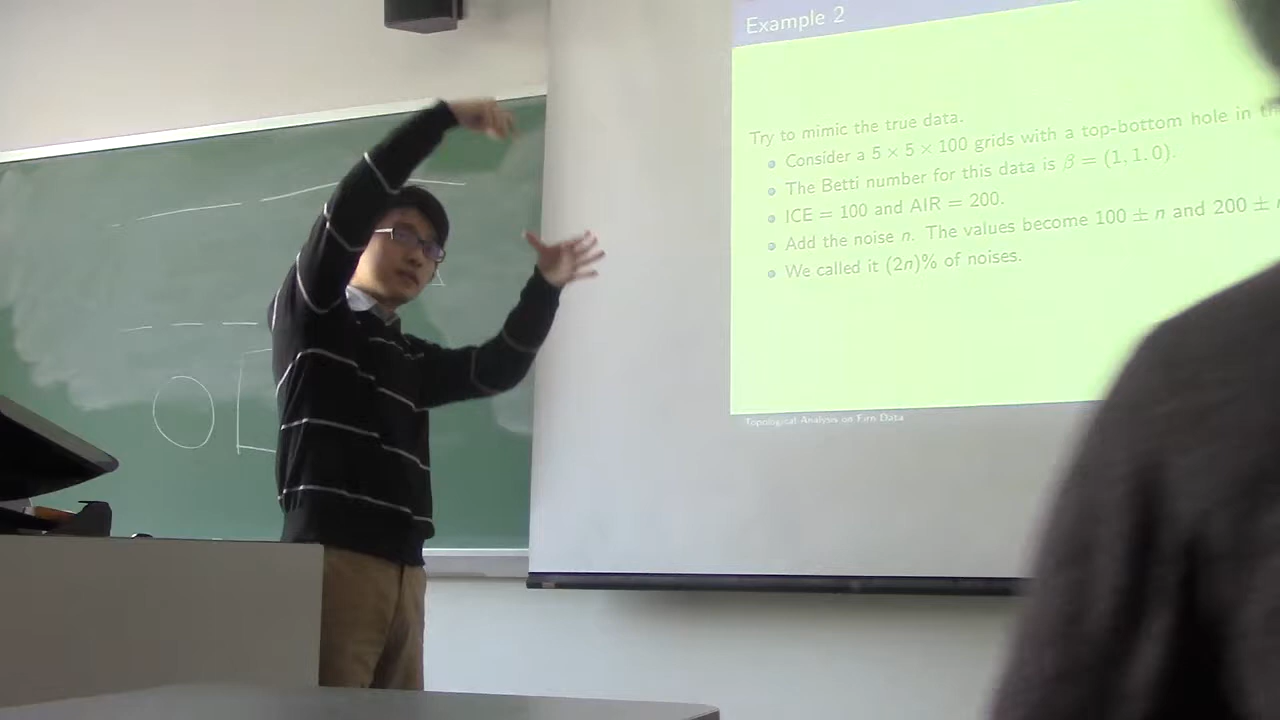 Example 2
Try to mimic the true data.
Consider a 5 × 5 × 100 grids with a top-bottom hole in
The Betti number for this data is β = (1, 1, 0).
ICE = 100 and AIR = 200.
Add the noise n. The values become 100 ± n and 200 ±
We called it (2n)% of noises.
Topological Analysis on Firn Data